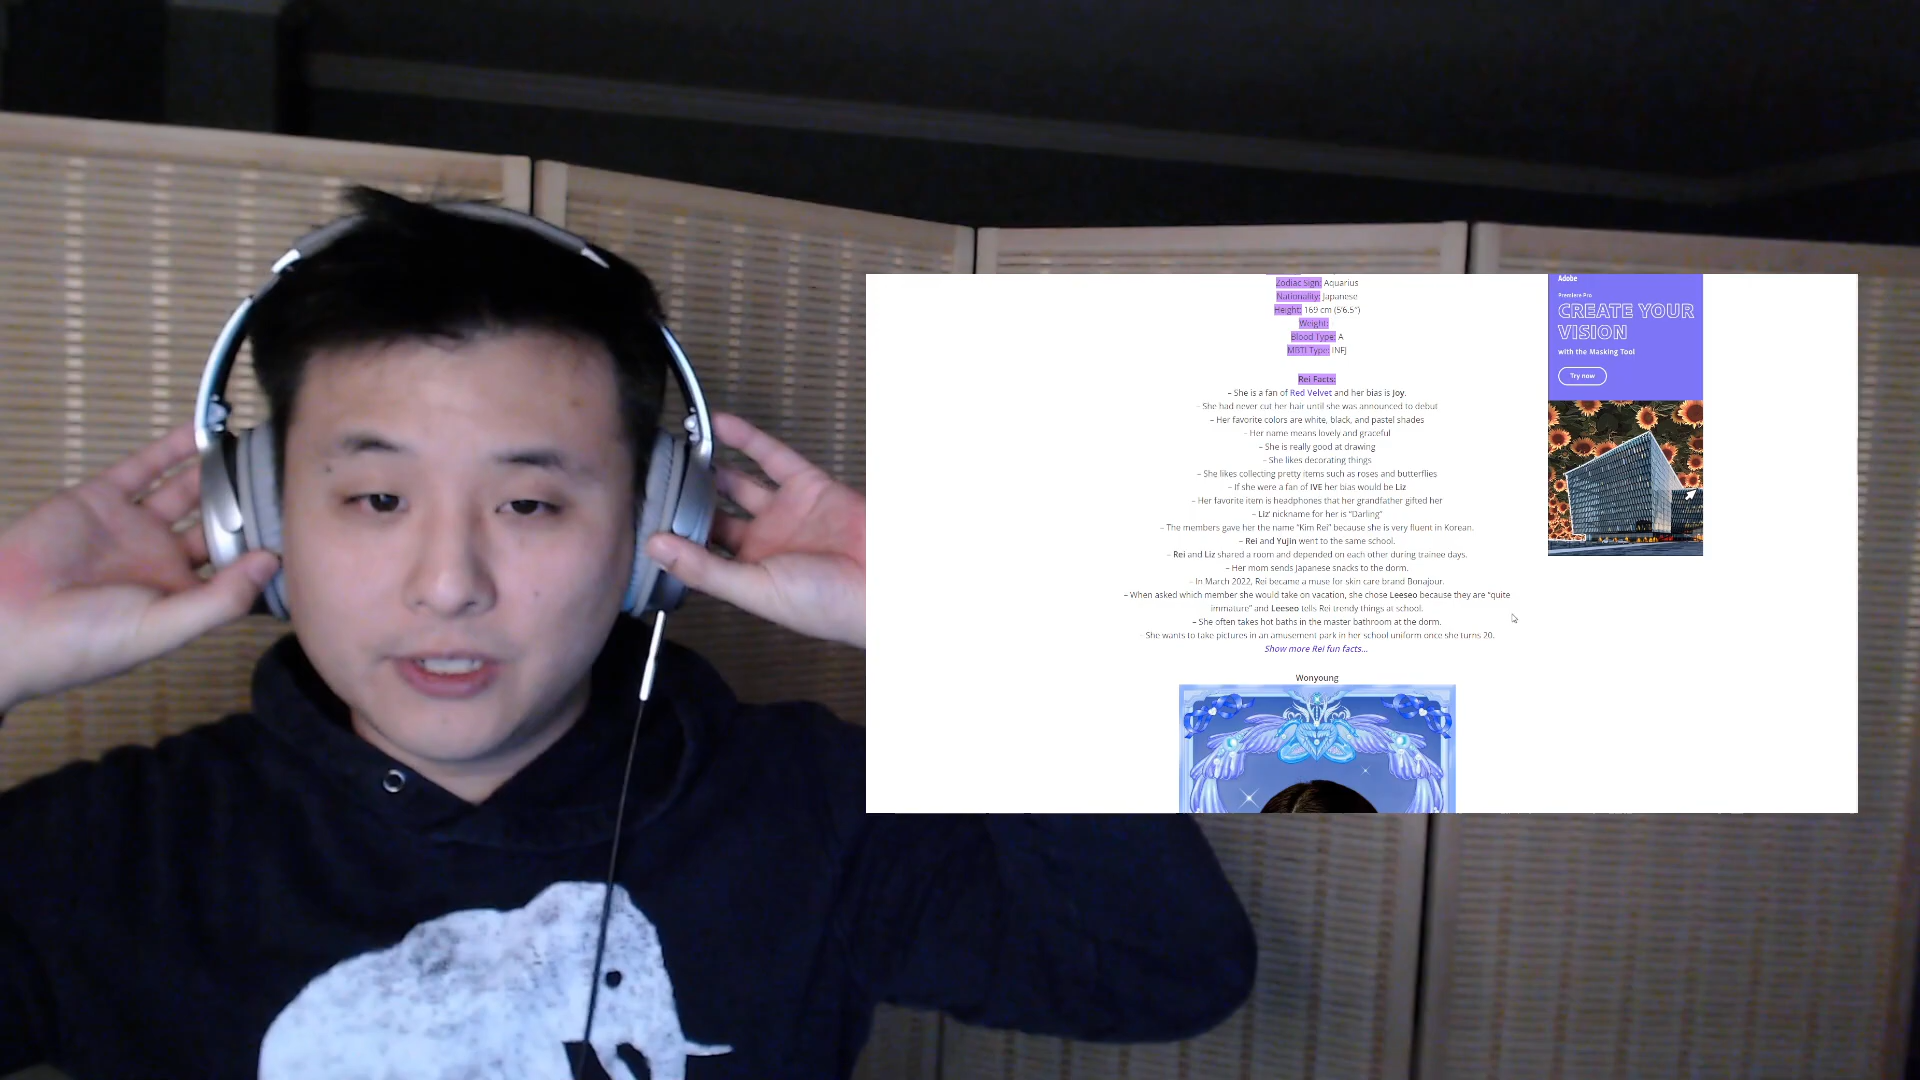 Zodiac Sign: Aquarius
Nationality: Japanese
Height: 169 cm (5'6.5")
Weight:
Blood Type: A
MBTI Type: INFJ
Rei Facts:
– She is a fan of Red Velvet and her bias is Joy.
– She had never cut her hair until she was announced to debut
– Her favorite colors are white, black, and pastel shades
– Her name means lovely and graceful
– She is really good at drawing
– She likes decorating things
– She likes collecting pretty items such as roses and butterflies
– If she were a fan of IVE her bias would be Liz
– Her favorite item is headphones that her grandfather gifted her
– Liz' nickname for her is "Darling"
– The members gave her the name "Kim Rei" because she is very fluent in Korean.
– Rei and Yujin went to the same school.
– Rei and Liz shared a room and depended on each other during trainee days.
– Her mom sends Japanese snacks to the dorm.
– In March 2022, Rei became a muse for skin care brand Bonajour.
– When asked which member she would take on vacation, she chose Leeseo because they are "quite
immature" and Leeseo tells Rei trendy things at school.
– She often takes hot baths in the master bathroom at the dorm.
– She wants to take pictures in an amusement park in her school uniform once she turns 20.
Show more Rei fun facts...
Wonyoung
Adobe
Premiere Pro
CREATE YOUR
VISION
with the Masking Tool
Try now